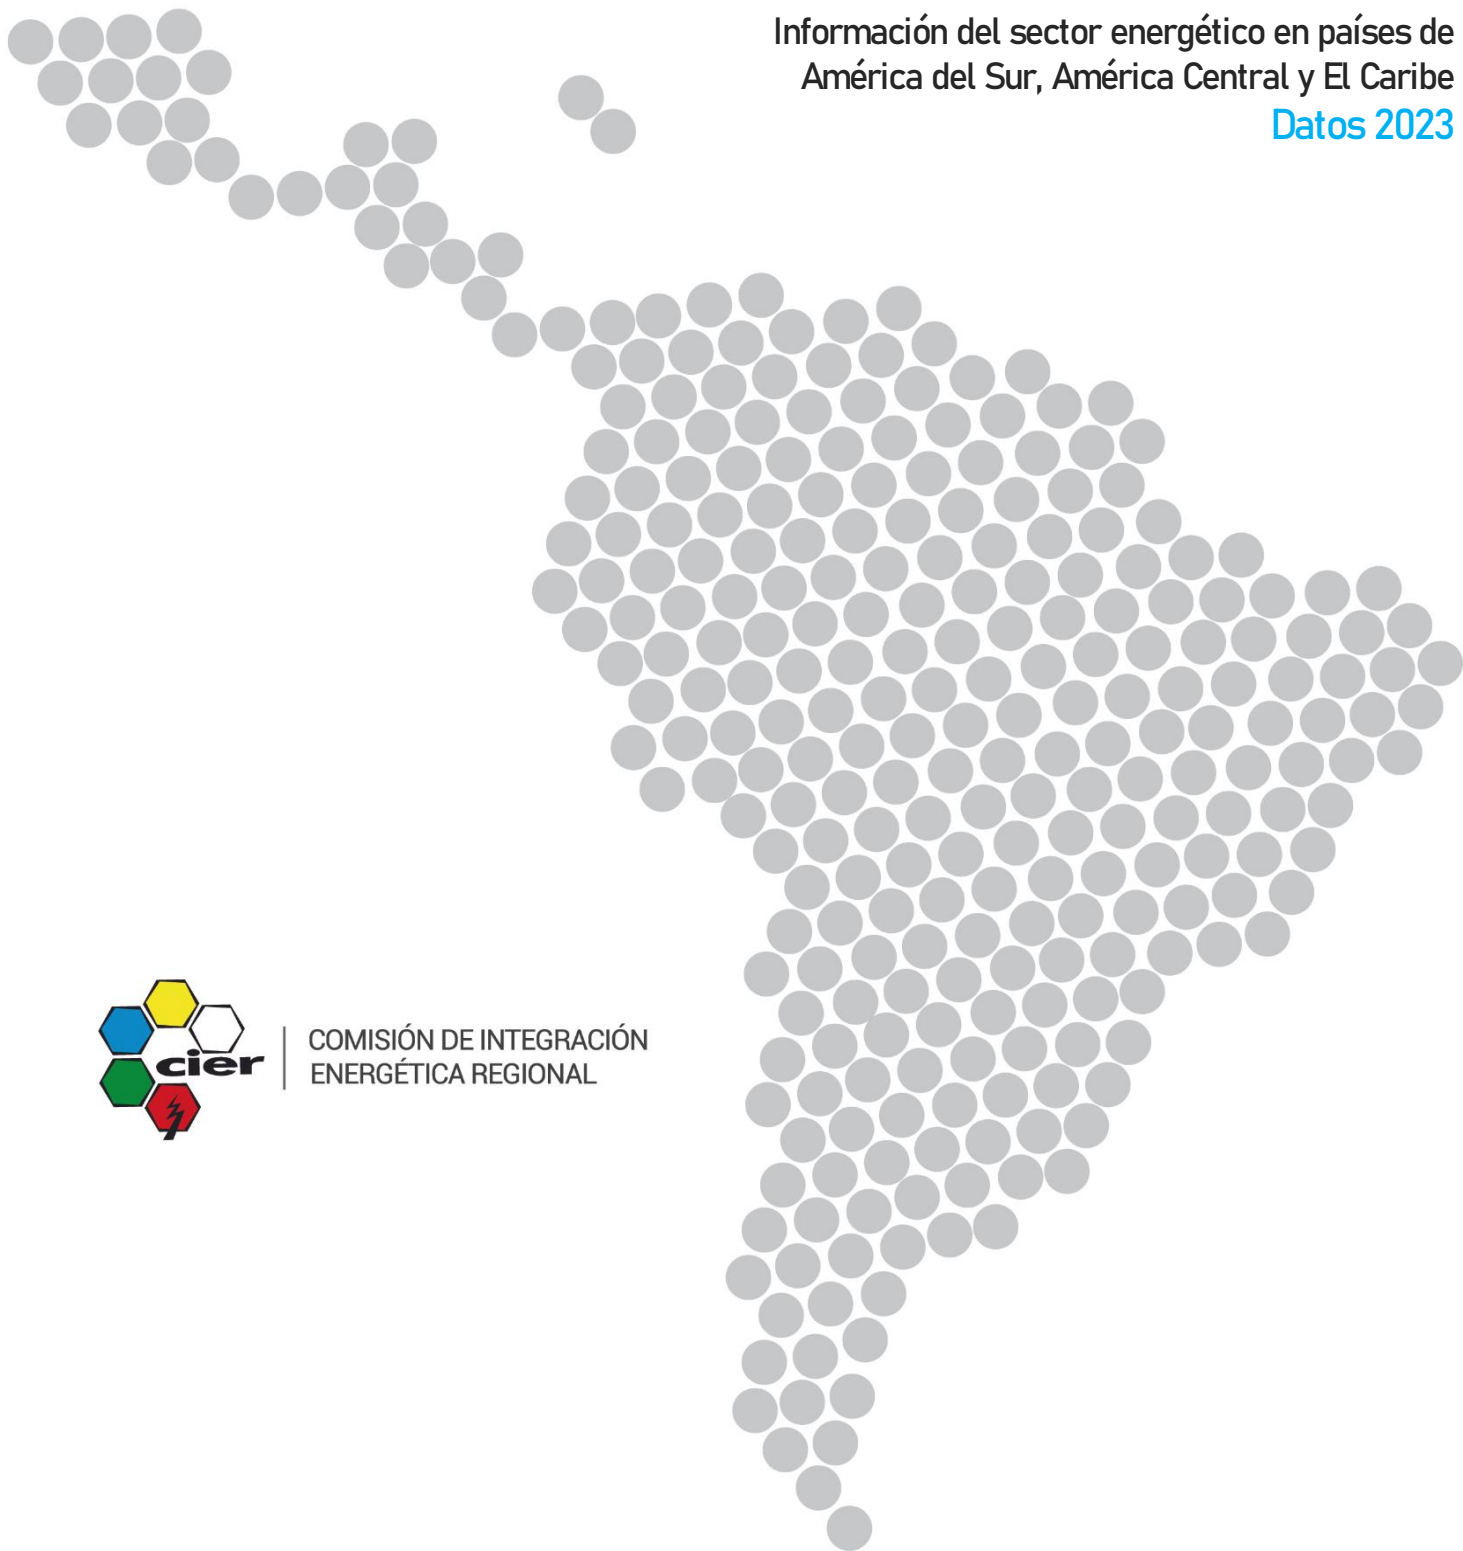 Información del sector energético en países de
América del Sur, América Central y El Caribe
Datos 2023
cier
COMISIÓN DE INTEGRACIÓN
ENERGÉTICA REGIONAL